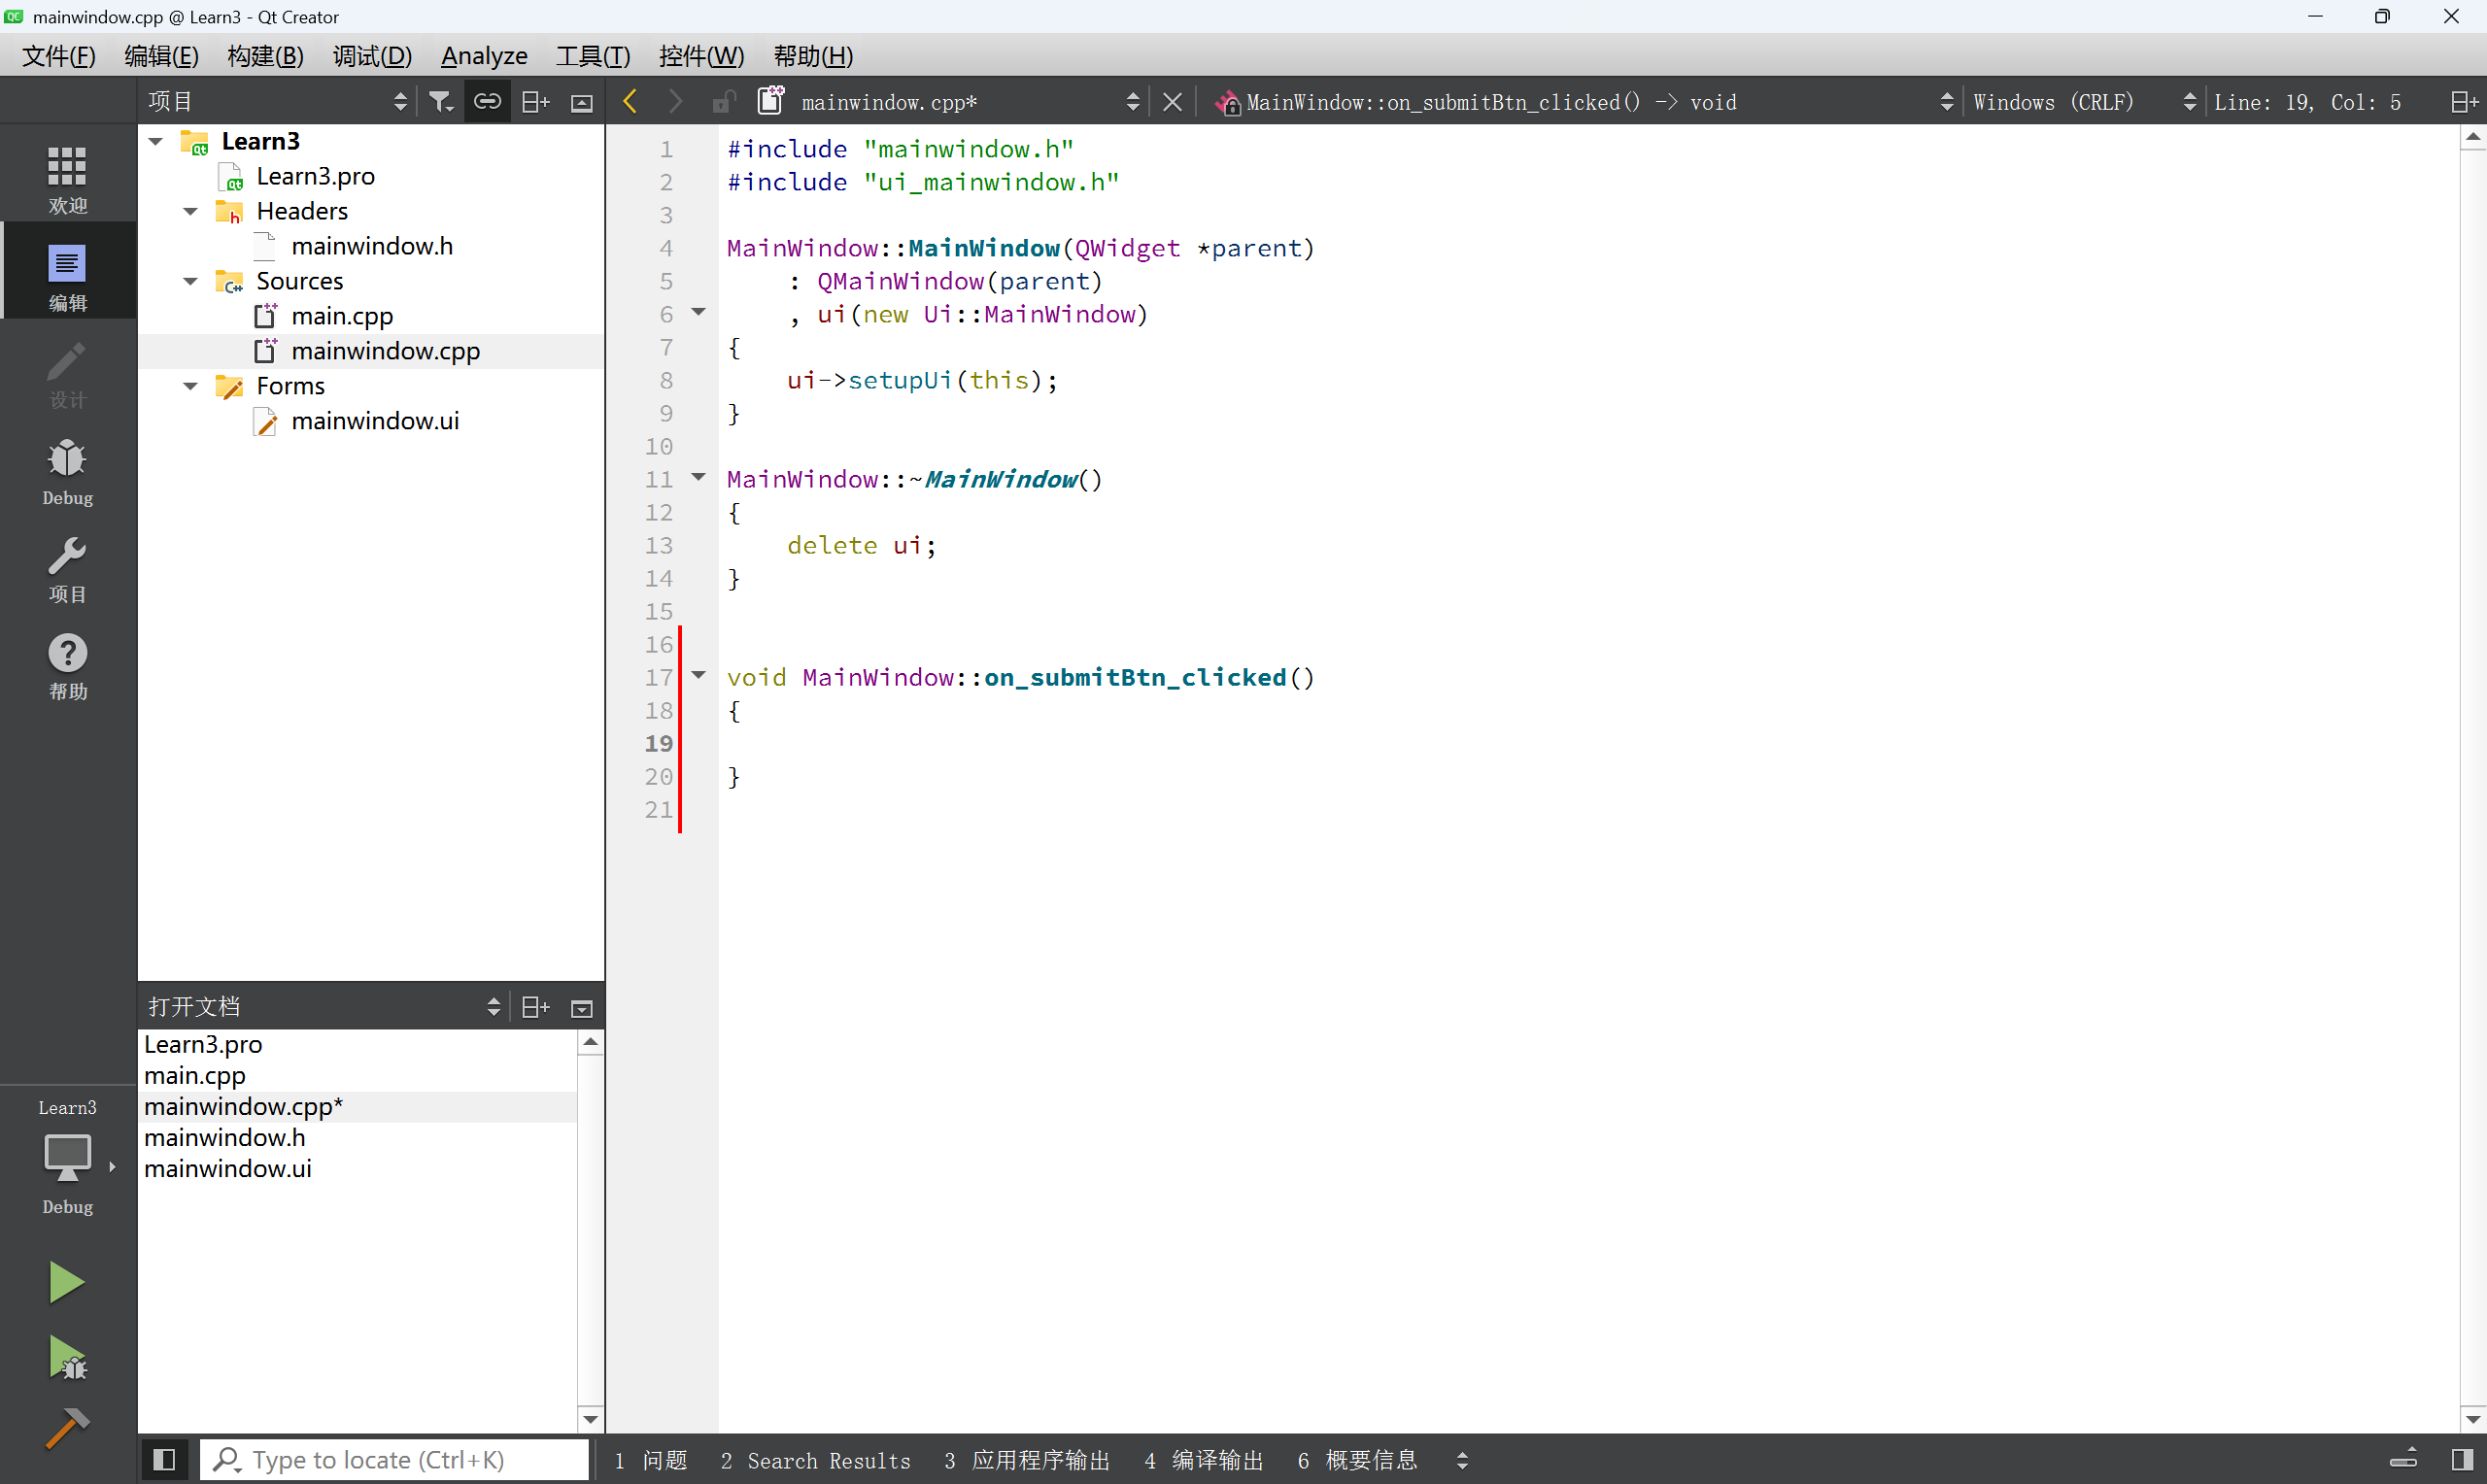 mainwindow.cpp @ Learn3 - Qt Creator
文件(F) 编辑(E) 构建(B) 调试(D) Analyze 工具(T) 控件(W) 帮助(H)
项目 mainwindow.cpp* MainWindow::on_submitBtn_clicked() -> void Windows (CRLF) Line: 19, Col: 5
欢迎
编辑
设计
Debug
项目
帮助
Learn3
Debug
Learn3
Learn3.pro
Headers
mainwindow.h
Sources
main.cpp
mainwindow.cpp
Forms
mainwindow.ui
打开文档
Learn3.pro
main.cpp
mainwindow.cpp*
mainwindow.h
mainwindow.ui
1 #include "mainwindow.h"
2 #include "ui_mainwindow.h"
3
4 MainWindow::MainWindow(QWidget *parent)
5     : QMainWindow(parent)
6     , ui(new Ui::MainWindow)
7 {
8     ui->setupUi(this);
9 }
10
11 MainWindow::~MainWindow()
12 {
13     delete ui;
14 }
15
16
17 void MainWindow::on_submitBtn_clicked()
18 {
19
20 }
21
Type to locate (Ctrl+K) 1 问题 2 Search Results 3 应用程序输出 4 编译输出 6 概要信息